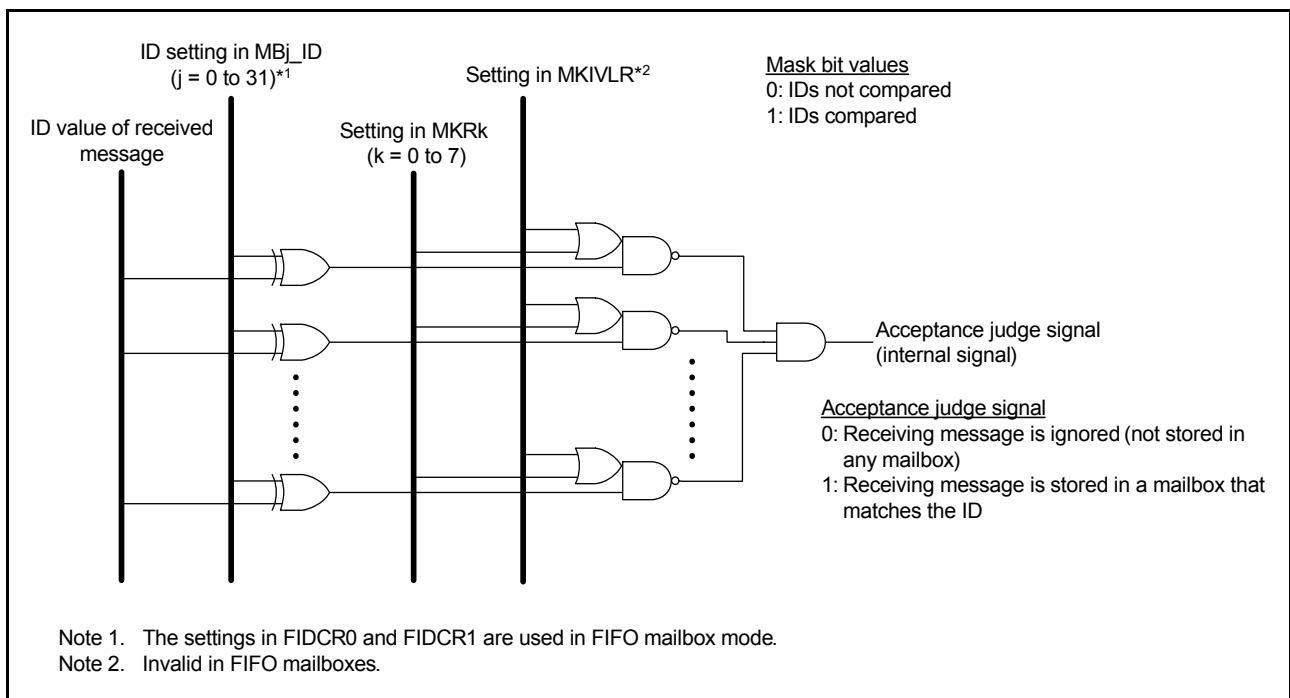 ID setting in MBj_ID
(j = 0 to 31)*1
Setting in MKIVLR*2
Mask bit values
0: IDs not compared
1: IDs compared
ID value of received
message
Setting in MKRk
(k = 0 to 7)
Acceptance judge signal
(internal signal)
Acceptance judge signal
0: Receiving message is ignored (not stored in
any mailbox)
1: Receiving message is stored in a mailbox that
matches the ID
Note 1. The settings in FIDCR0 and FIDCR1 are used in FIFO mailbox mode.
Note 2. Invalid in FIFO mailboxes.